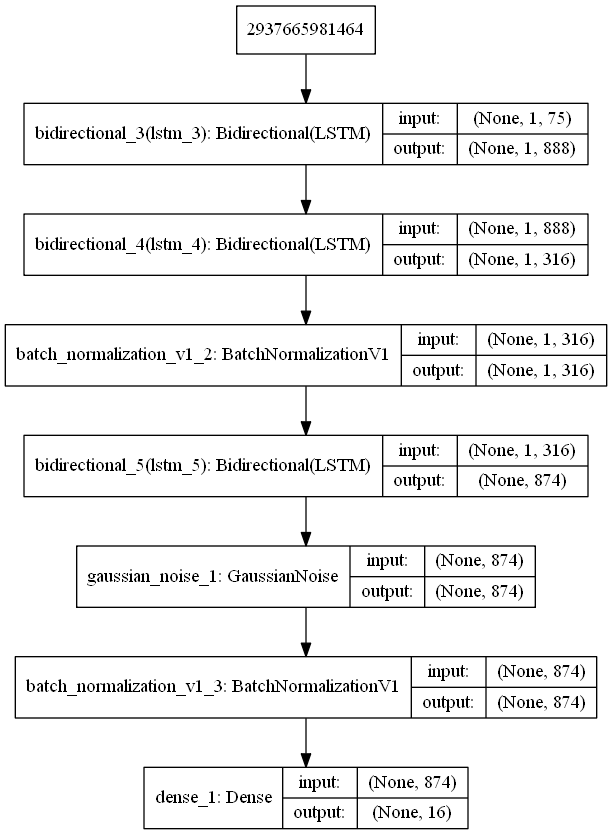 2937665981464
bidirectional_3(lstm_3): Bidirectional(LSTM)
input: (None, 1, 75)
output: (None, 1, 888)
bidirectional_4(lstm_4): Bidirectional(LSTM)
input: (None, 1, 888)
output: (None, 1, 316)
batch_normalization_v1_2: BatchNormalizationV1
input: (None, 1, 316)
output: (None, 1, 316)
bidirectional_5(lstm_5): Bidirectional(LSTM)
input: (None, 1, 316)
output: (None, 874)
gaussian_noise_1: GaussianNoise
input: (None, 874)
output: (None, 874)
batch_normalization_v1_3: BatchNormalizationV1
input: (None, 874)
output: (None, 874)
dense_1: Dense
input: (None, 874)
output: (None, 16)